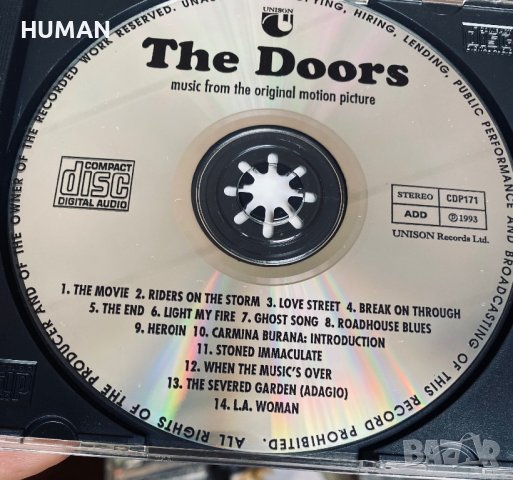 HUMAN
UNISON
The Doors
music from the original motion picture
COMPACT
disc
DIGITAL AUDIO
STEREO CDP171
ADD ℗1993
UNISON Records Ltd.
1. THE MOVIE 2. RIDERS ON THE STORM 3. LOVE STREET 4. BREAK ON THROUGH
5. THE END 6. LIGHT MY FIRE 7. GHOST SONG 8. ROADHOUSE BLUES
9. HEROIN 10. CARMINA BURANA: INTRODUCTION
11. STONED IMMACULATE
12. WHEN THE MUSIC'S OVER
13. THE SEVERED GARDEN (ADAGIO)
14. L.A. WOMAN
ALL RIGHTS OF THE PRODUCER AND OF THE OWNER OF THE RECORDED WORK RESERVED. HIRING, LENDING, PUBLIC PERFORMANCE AND BROADCASTING OF THIS RECORD PROHIBITED.
BAZAR